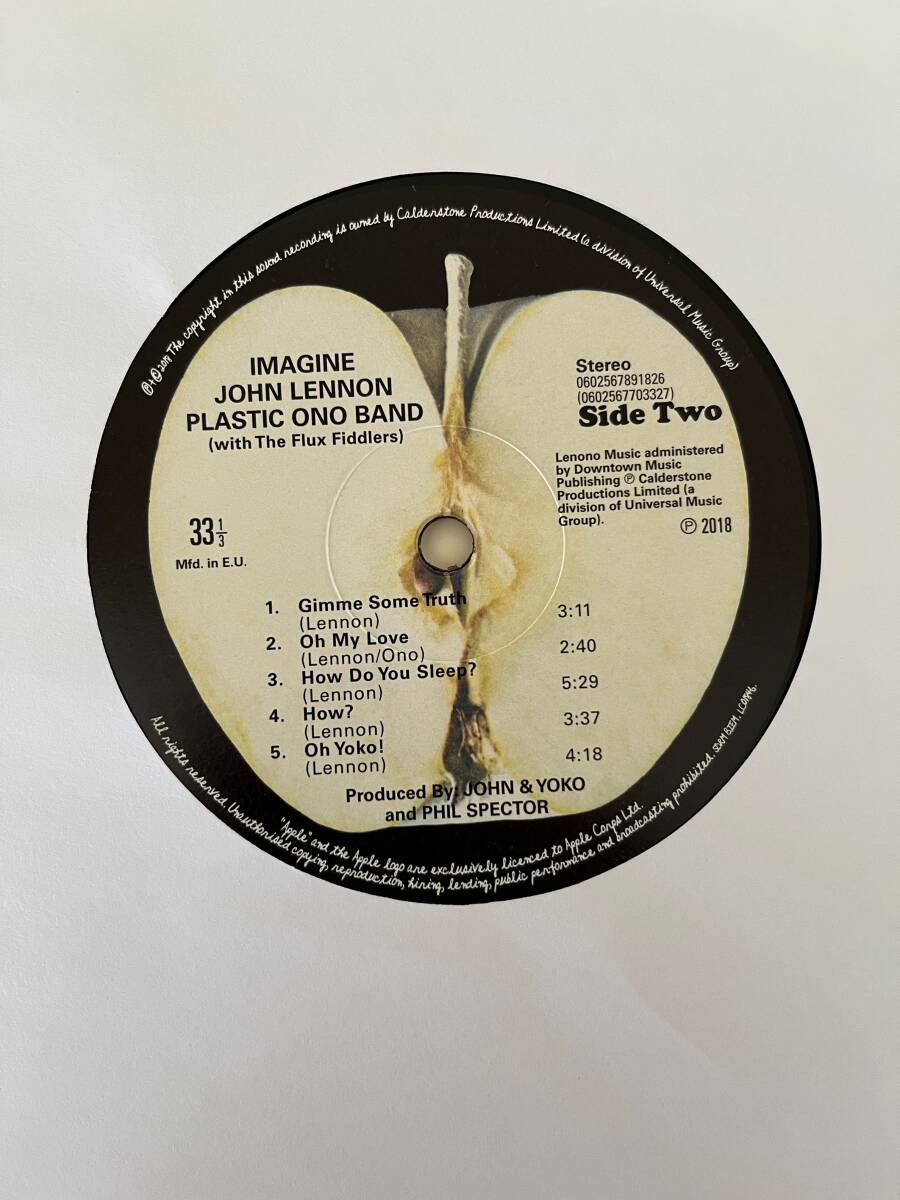 ℗+© 2018 The copyright in this sound recording is owned by Calderstone Productions Limited (a division of Universal Music Group)
IMAGINE
JOHN LENNON
PLASTIC ONO BAND
(with The Flux Fiddlers)
Stereo
0602567891826
(0602567703327)
Side Two
Lenono Music administered
by Downtown Music
Publishing ℗ Calderstone
Productions Limited (a
division of Universal Music
Group).
℗ 2018
33 1/3
Mfd. in E.U.
1. Gimme Some Truth 3:11
(Lennon)
2. Oh My Love 2:40
(Lennon/Ono)
3. How Do You Sleep? 5:29
(Lennon)
4. How? 3:37
(Lennon)
5. Oh Yoko! 4:18
(Lennon)
Produced By: JOHN & YOKO
and PHIL SPECTOR
"Apple" and the Apple logo are exclusively licenced to Apple Corps Ltd.
All rights reserved. Unauthorised copying, reproduction, hiring, lending, public performance and broadcasting prohibited. SDRM BIEM. LC01846.